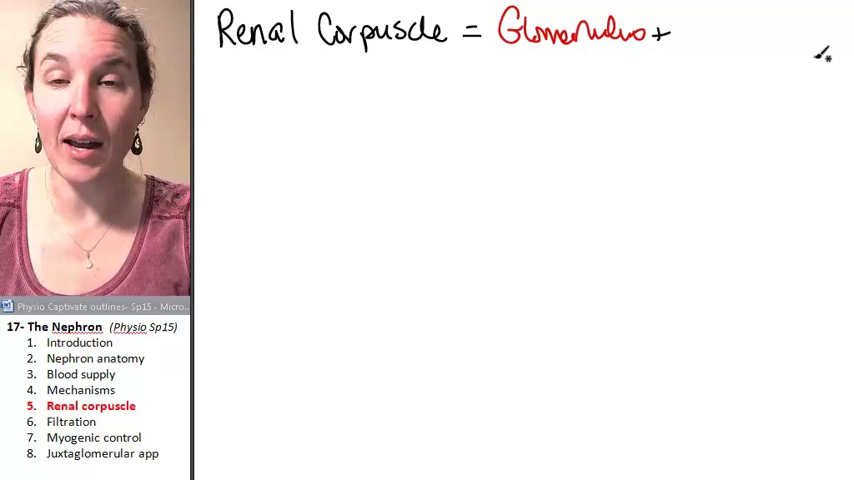 Renal Corpuscle = Glomerulus +
Physio Captivate outlines- Sp15 - Micro...
17- The Nephron (Physio Sp15)
1. Introduction
2. Nephron anatomy
3. Blood supply
4. Mechanisms
5. Renal corpuscle
6. Filtration
7. Myogenic control
8. Juxtaglomerular app